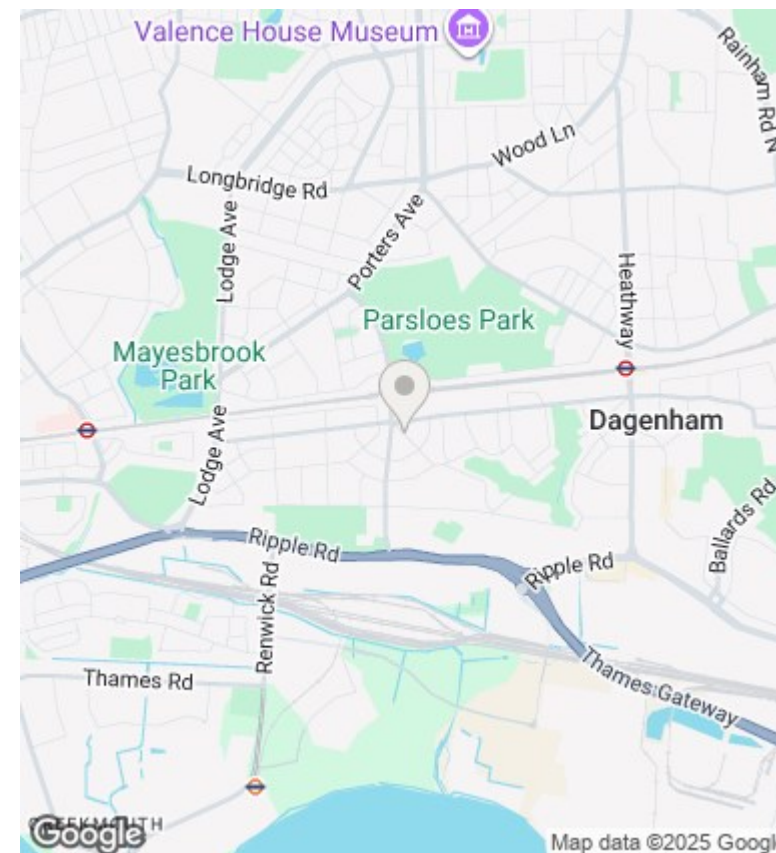 Valence House Museum
Rainham Rd N
Wood Ln
Longbridge Rd
Lodge Ave
Porters Ave
Heathway
Parsloes Park
Mayesbrook
Park
Dagenham
Lodge Ave
Ballards Rd
Ripple Rd
Ripple Rd
Renwick Rd
Thames Rd
Thames Gateway
CREEKMOUTH
Google
Map data ©2025 Googl